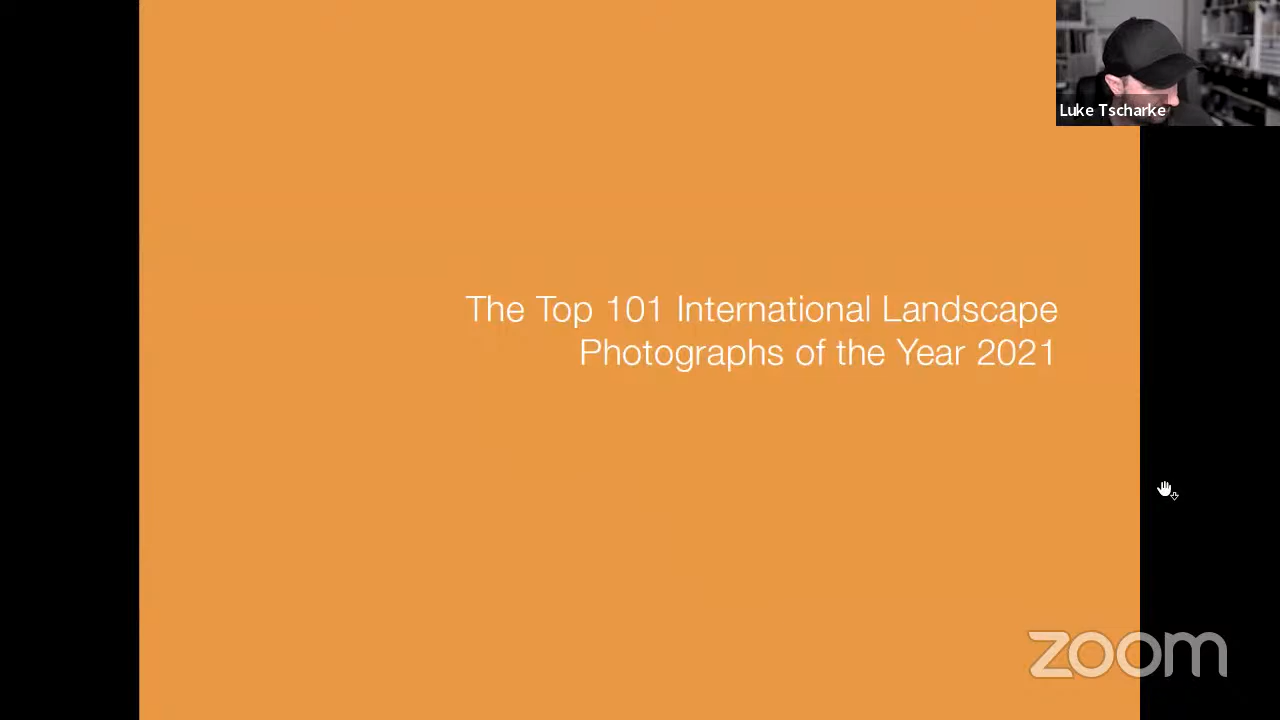 Luke Tscharke
The Top 101 International Landscape
Photographs of the Year 2021
zoom